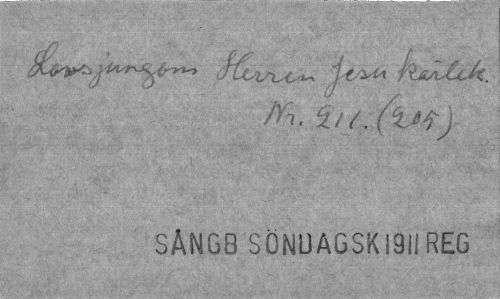 Lovsjungom Herren Jesu kärlek.
Nr. 211. (205)
SÅNGB SÖNDAGSK 1911 REG